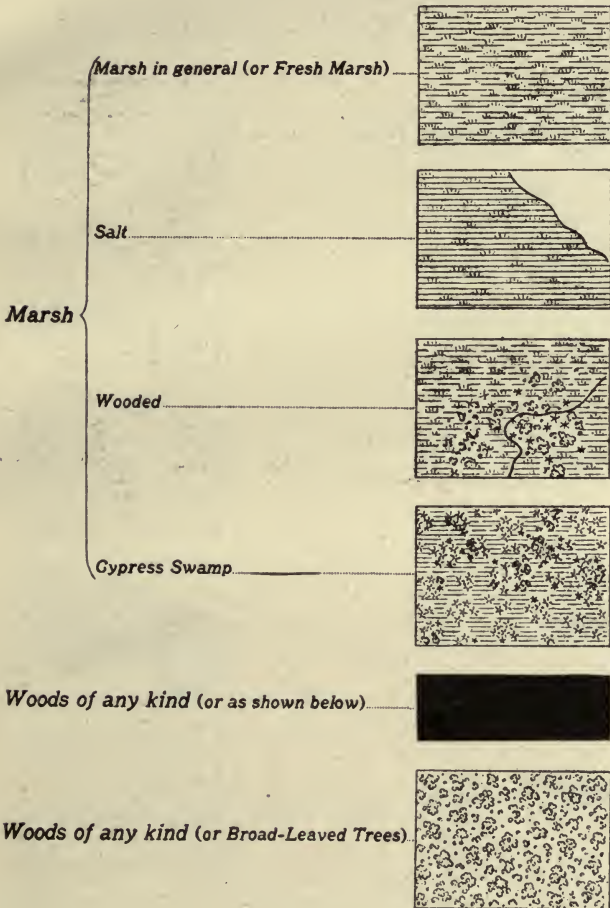 Marsh in general (or Fresh Marsh)
Salt
Marsh
Wooded
Cypress Swamp
Woods of any kind (or as shown below)
Woods of any kind (or Broad-Leaved Trees)